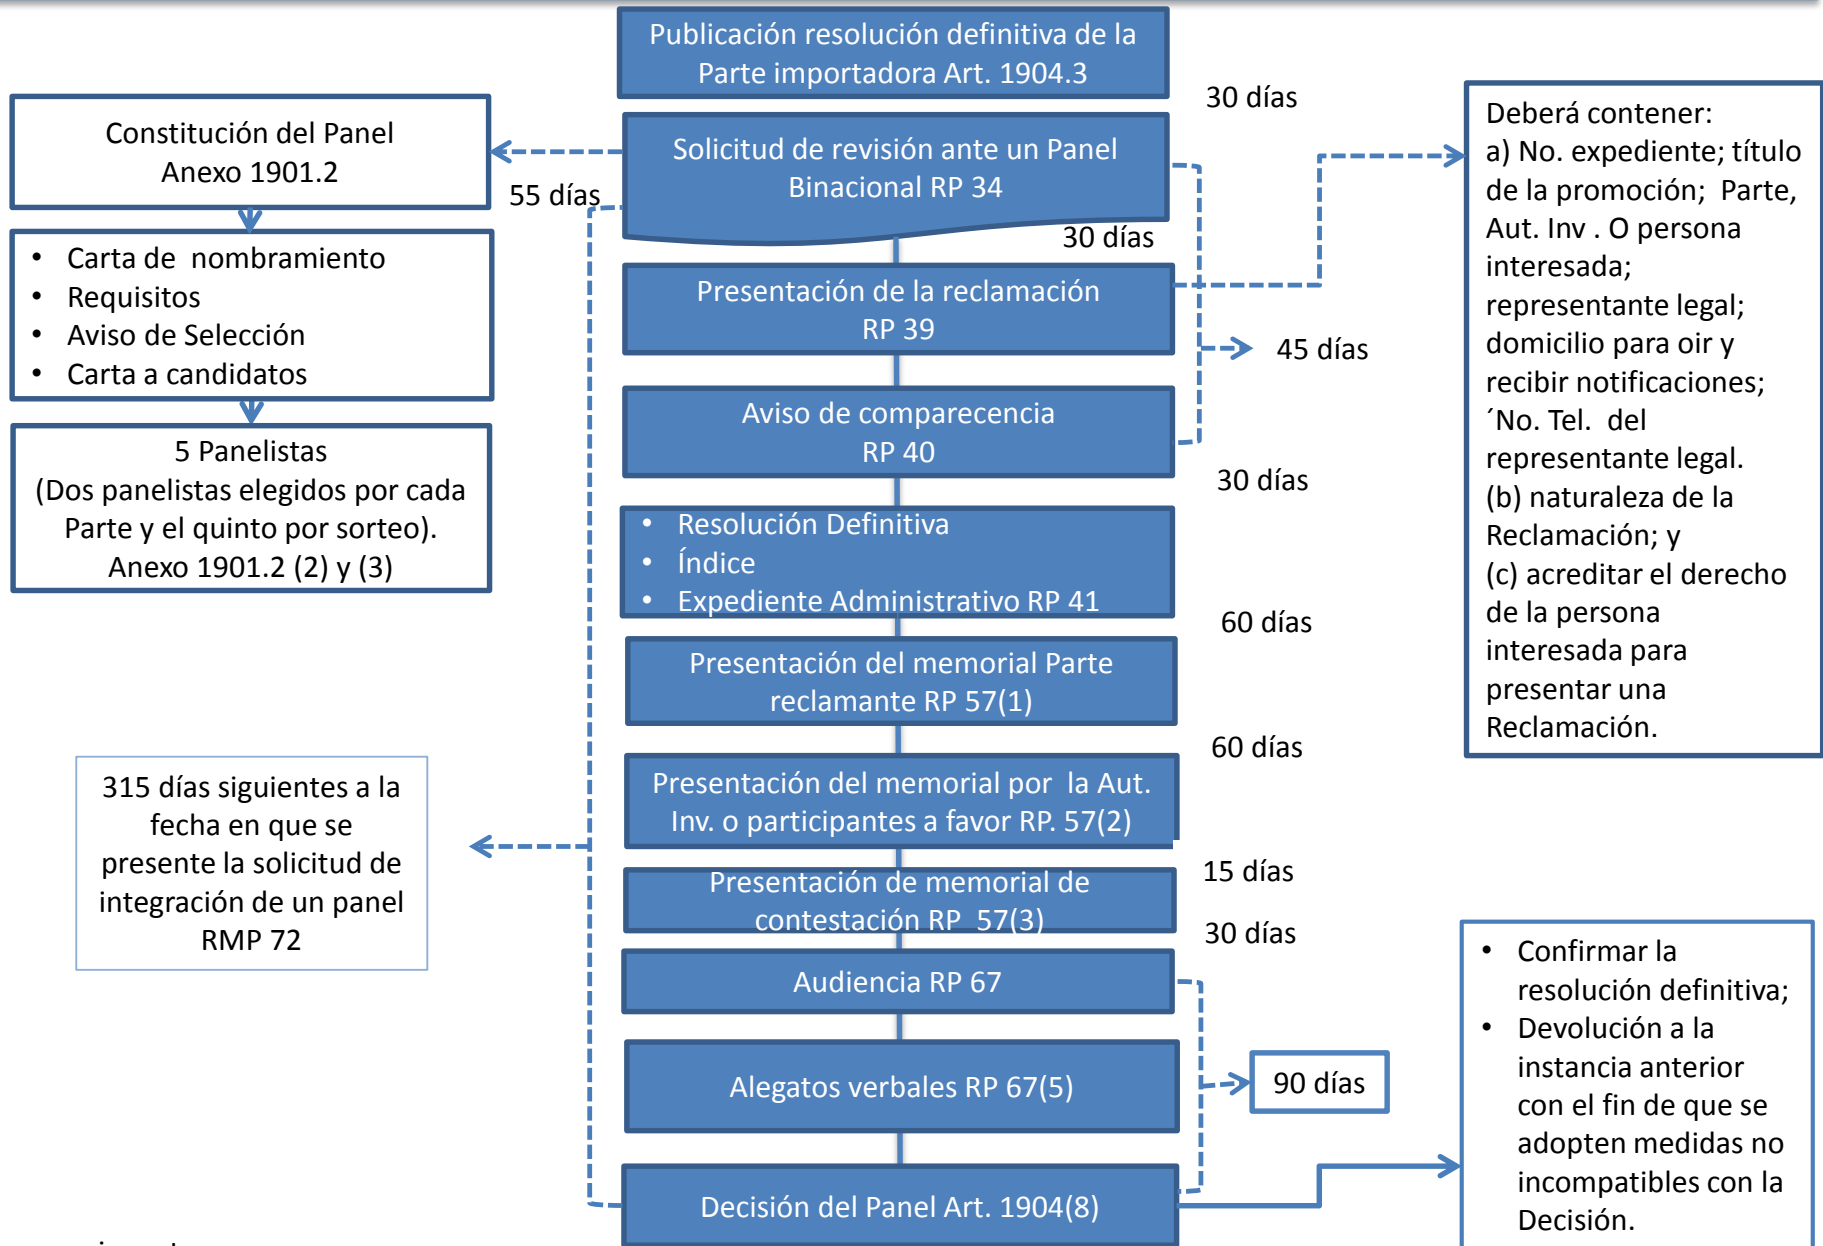 Publicación resolución definitiva de la
Parte importadora Art. 1904.3
30 días
Constitución del Panel
Anexo 1901.2
55 días
Solicitud de revisión ante un Panel
Binacional RP 34
30 días
• Carta de  nombramiento
• Requisitos
• Aviso de Selección
• Carta a candidatos
5 Panelistas
(Dos panelistas elegidos por cada
Parte y el quinto por sorteo).
Anexo 1901.2 (2) y (3)
Presentación de la reclamación
RP 39
45 días
Aviso de comparecencia
RP 40
30 días
• Resolución Definitiva
• Índice
• Expediente Administrativo RP 41
60 días
Presentación del memorial Parte
reclamante RP 57(1)
60 días
Presentación del memorial por  la Aut.
Inv. o participantes a favor RP. 57(2)
15 días
Presentación de memorial de
contestación RP  57(3)
30 días
Audiencia RP 67
Alegatos verbales RP 67(5)
90 días
Decisión del Panel Art. 1904(8)
315 días siguientes a la
fecha en que se
presente la solicitud de
integración de un panel
RMP 72
Deberá contener:
a) No. expediente; título
de la promoción;  Parte,
Aut. Inv . O persona
interesada;
representante legal;
domicilio para oir y
recibir notificaciones;
´No. Tel.  del
representante legal.
(b) naturaleza de la
Reclamación; y
(c) acreditar el derecho
de la persona
interesada para
presentar una
Reclamación.
• Confirmar la
resolución definitiva;
• Devolución a la
instancia anterior
con el fin de que se
adopten medidas no
incompatibles con la
Decisión.